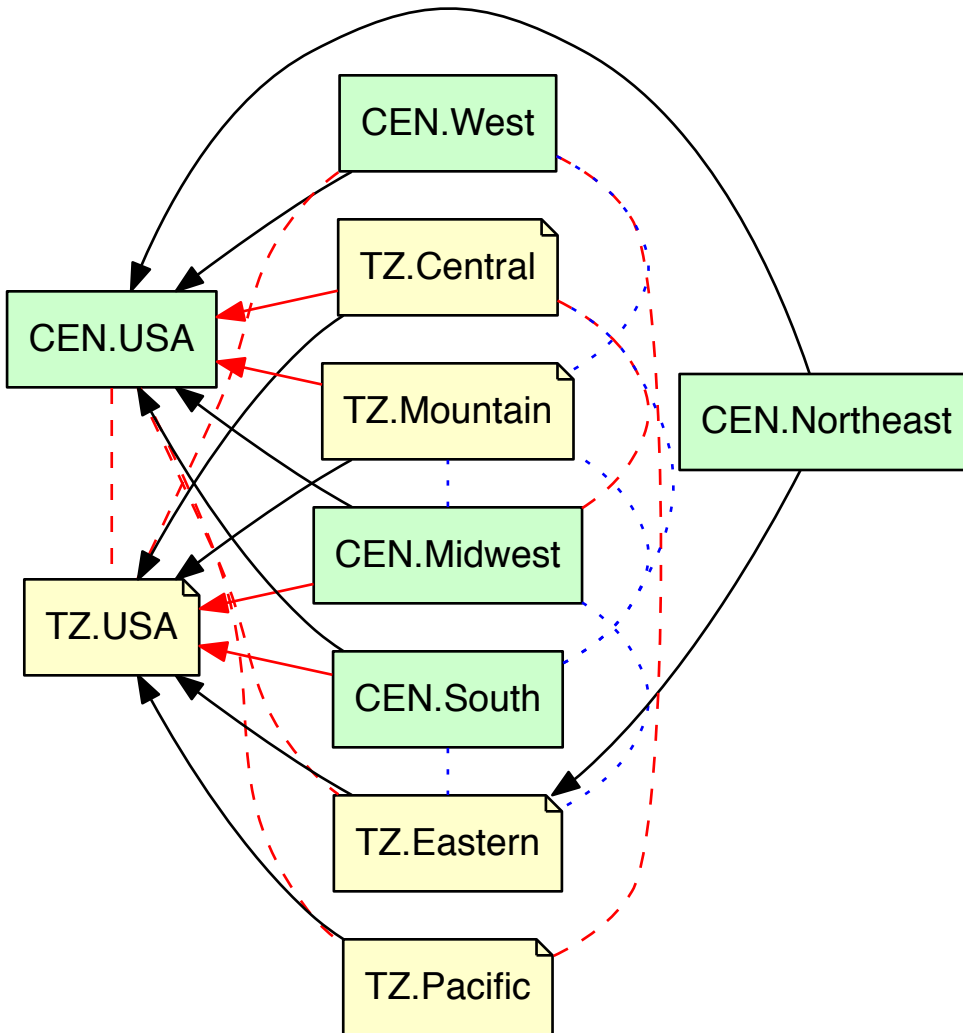 CEN.West
TZ.Central
CEN.USA
TZ.Mountain
CEN.Northeast
CEN.Midwest
TZ.USA
CEN.South
TZ.Eastern
TZ.Pacific